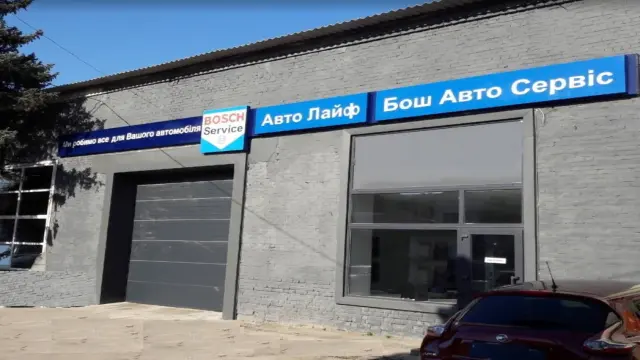 Ми робимо все для Вашого автомобіля
BOSCH
Service
Авто Лайф
Бош Авто Сервіс